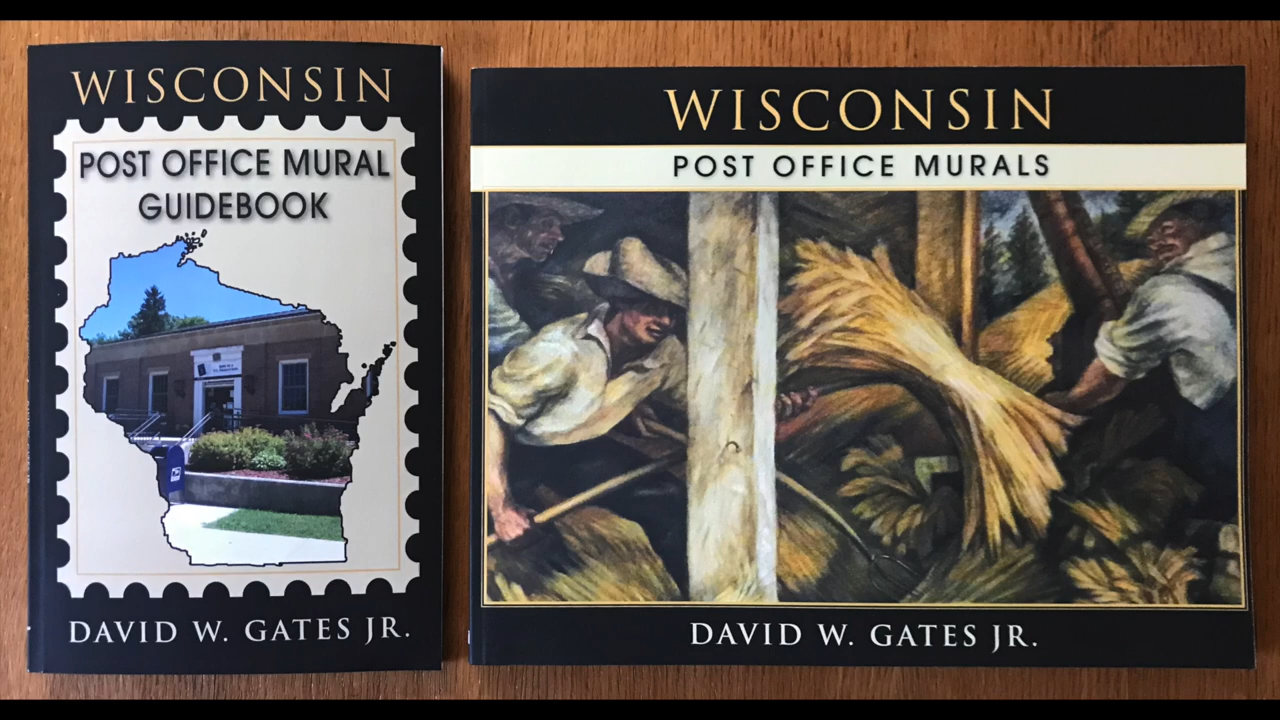 WISCONSIN
POST OFFICE MURAL
GUIDEBOOK
DAVID W. GATES JR.
WISCONSIN
POST OFFICE MURALS
DAVID W. GATES JR.